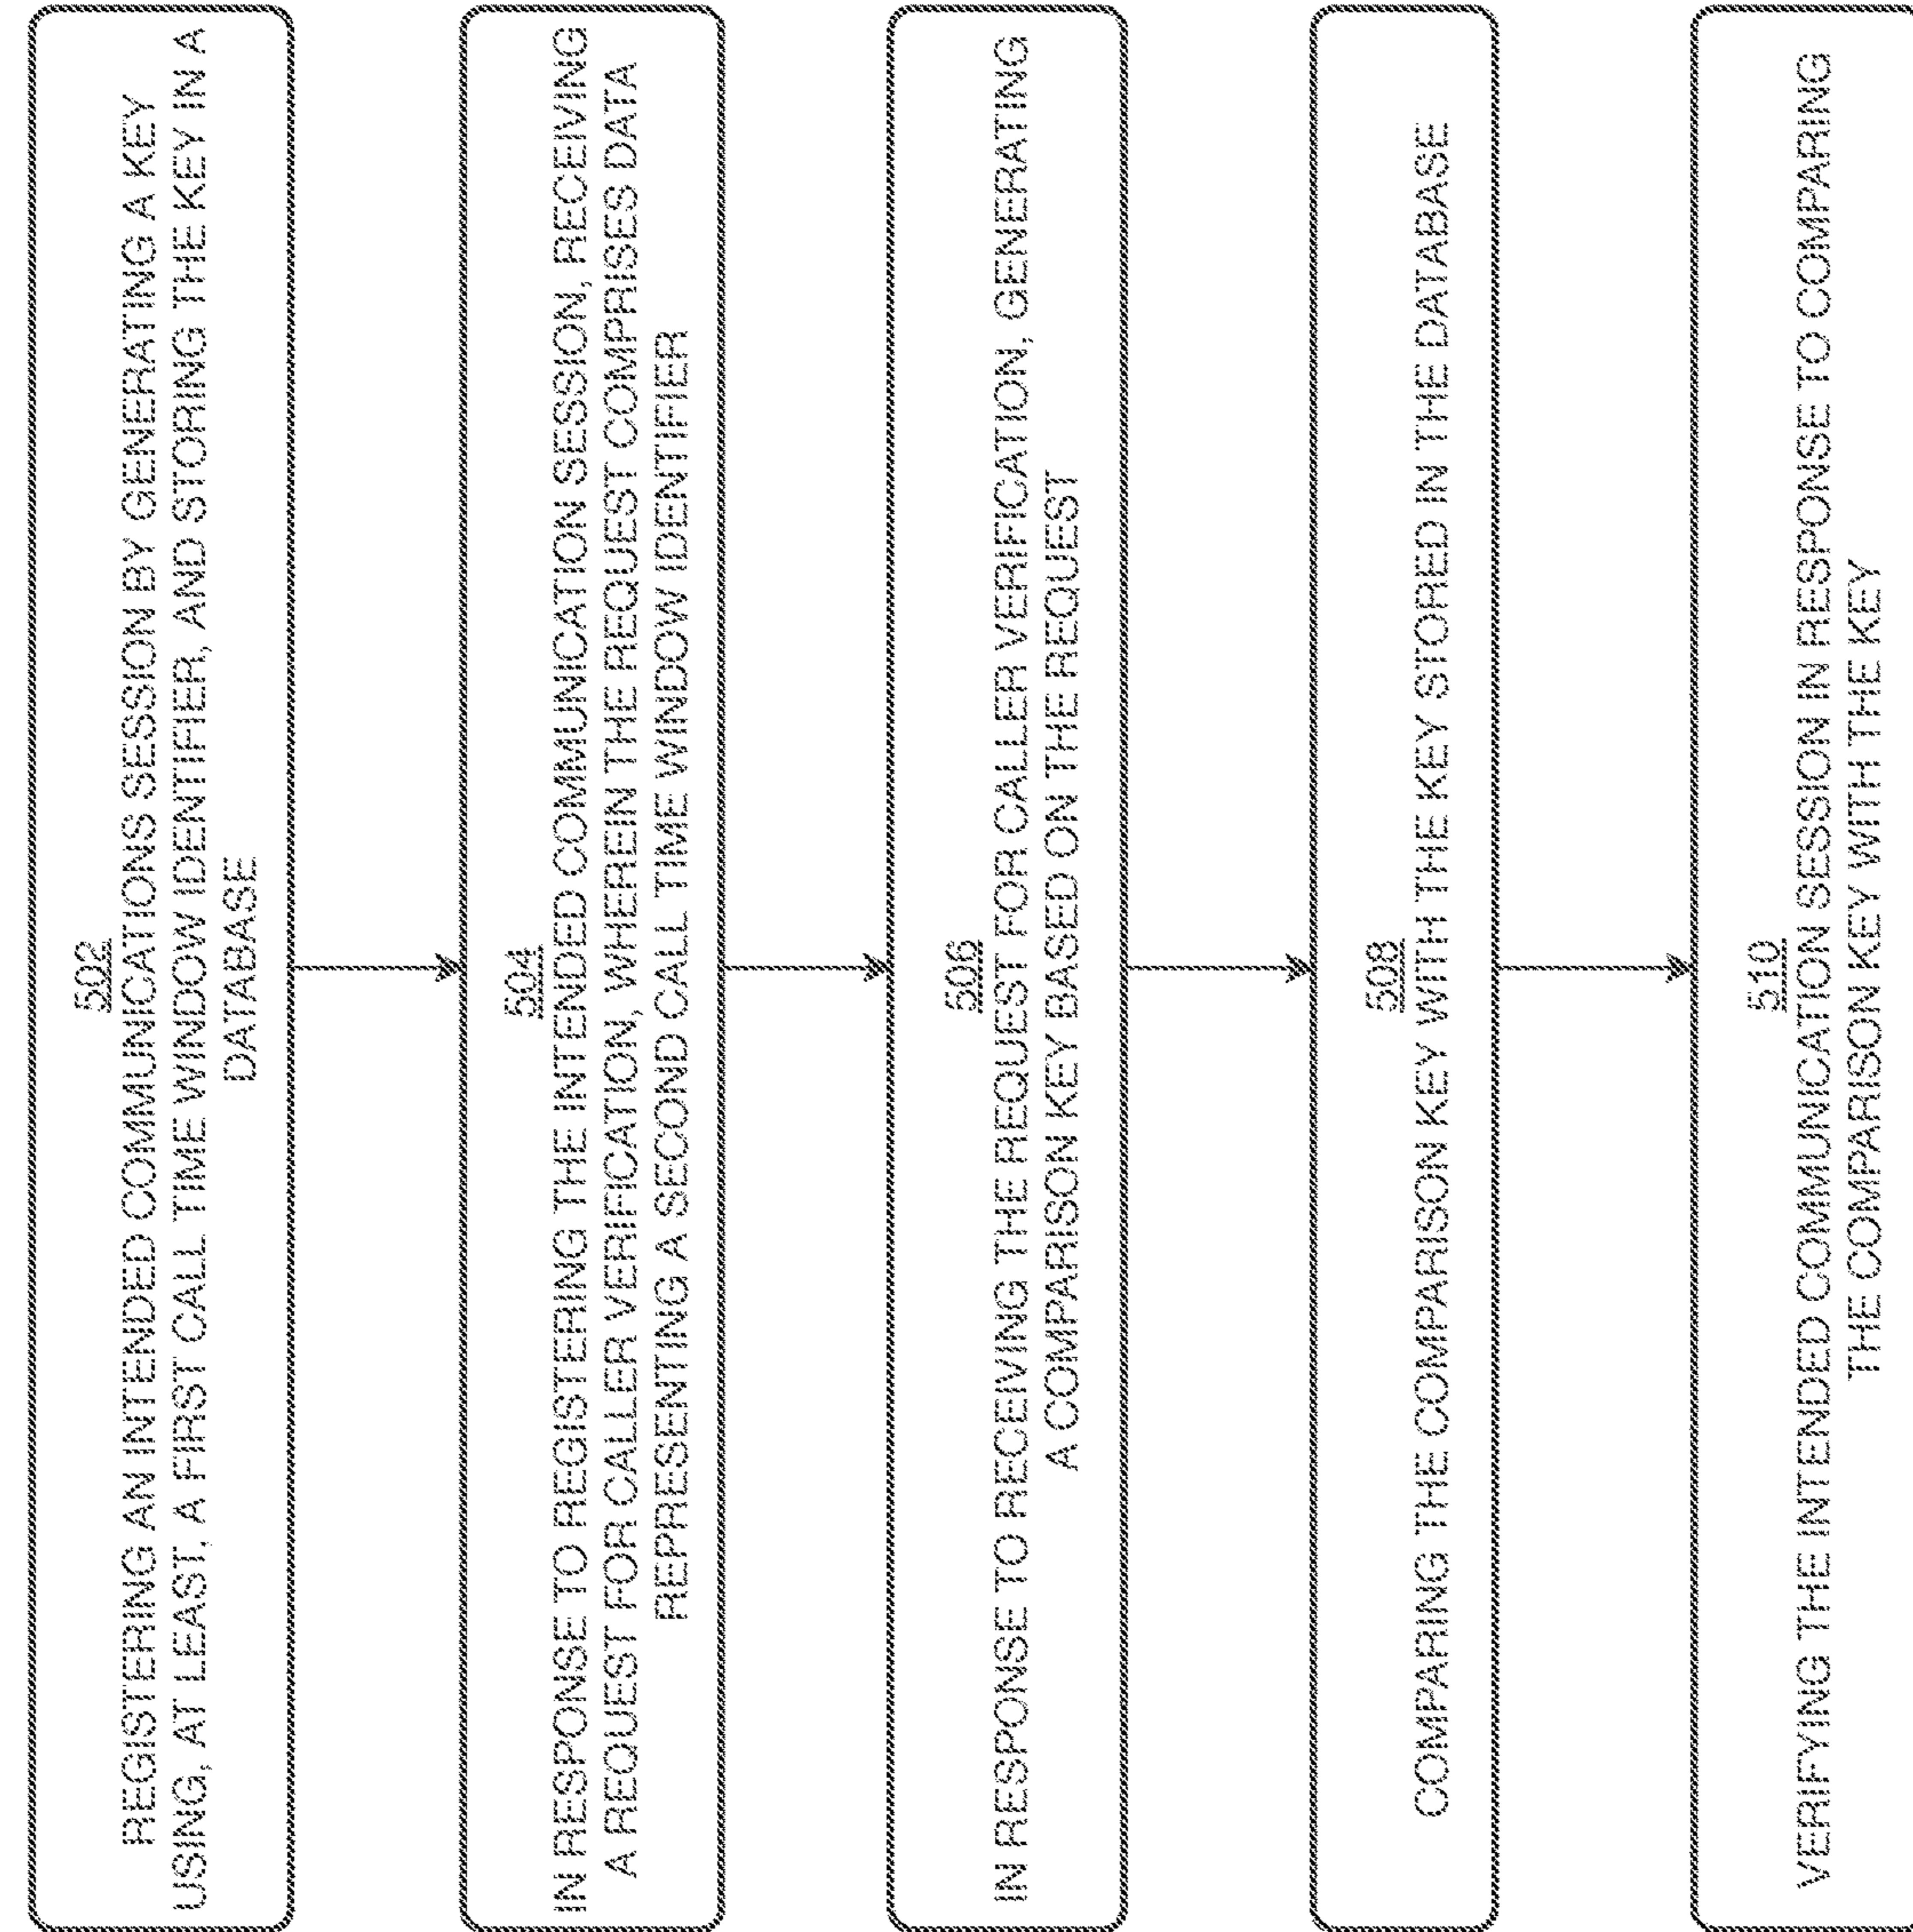 502
REGISTERING AN INTENDED COMMUNICATIONS SESSION BY GENERATING A KEY
USING, AT LEAST, A FIRST CALL TIME WINDOW IDENTIFIER, AND STORING THE KEY IN A
DATABASE
504
IN RESPONSE TO REGISTERING THE INTENDED COMMUNICATION SESSION, RECEIVING
A REQUEST FOR CALLER VERIFICATION, WHEREIN THE REQUEST COMPRISES DATA
REPRESENTING A SECOND CALL TIME WINDOW IDENTIFIER
506
IN RESPONSE TO RECEIVING THE REQUEST FOR CALLER VERIFICATION, GENERATING
A COMPARISON KEY BASED ON THE REQUEST
508
COMPARING THE COMPARISON KEY WITH THE KEY STORED IN THE DATABASE
510
VERIFYING THE INTENDED COMMUNICATION SESSION IN RESPONSE TO COMPARING
THE COMPARISON KEY WITH THE KEY